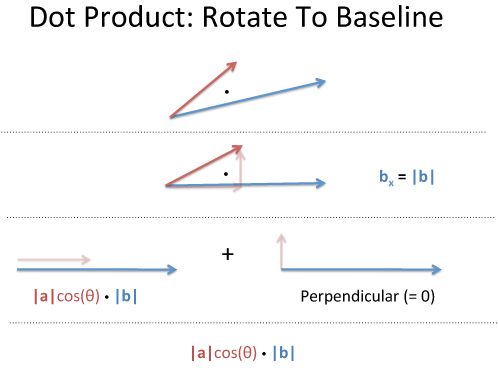 Dot Product: Rotate To Baseline
•
•
bₓ = |b|
+
|a|cos(θ) • |b|
Perpendicular (= 0)
|a|cos(θ) • |b|